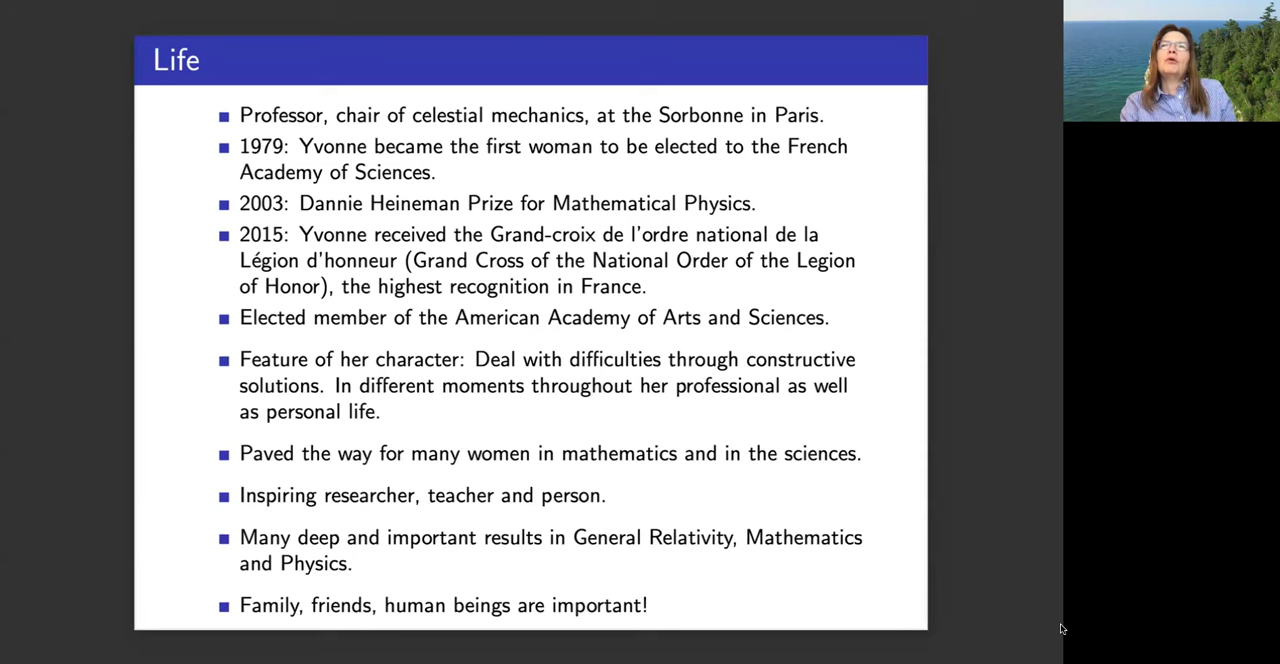 Life
Professor, chair of celestial mechanics, at the Sorbonne in Paris.
1979: Yvonne became the first woman to be elected to the French
Academy of Sciences.
2003: Dannie Heineman Prize for Mathematical Physics.
2015: Yvonne received the Grand-croix de l'ordre national de la
Légion d'honneur (Grand Cross of the National Order of the Legion
of Honor), the highest recognition in France.
Elected member of the American Academy of Arts and Sciences.
Feature of her character: Deal with difficulties through constructive
solutions. In different moments throughout her professional as well
as personal life.
Paved the way for many women in mathematics and in the sciences.
Inspiring researcher, teacher and person.
Many deep and important results in General Relativity, Mathematics
and Physics.
Family, friends, human beings are important!